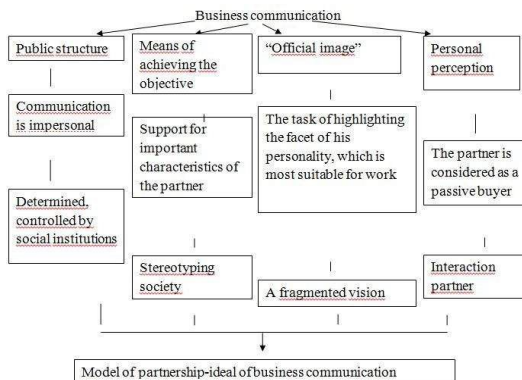 Business communication
Public structure
Means of
achieving the
objective
“Official image”
Personal
perception
Communication
is impersonal
Support for
important
characteristics of
the partner
The task of highlighting
the facet of his
personality, which is
most suitable for work
The partner is
considered as a
passive buyer
Determined,
controlled by
social institutions
Stereotyping
society
A fragmented vision
Interaction
partner
Model of partnership-ideal of business communication